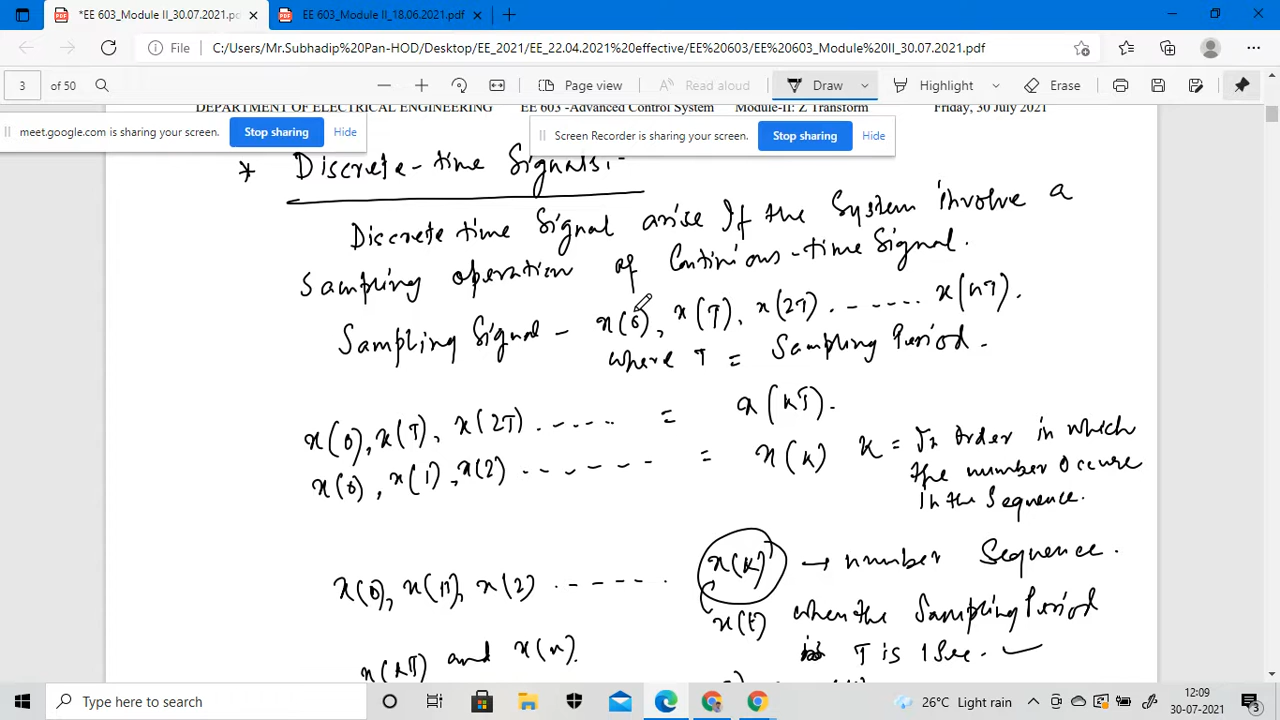 *EE 603_Module II_30.07.2021.pdf
EE 603_Module II_18.06.2021.pdf
File
C:/Users/Mr.Subhadip%20Pan-HOD/Desktop/EE_2021/EE_22.04.2021%20effective/EE%20603/EE%20603_Module%20II_30.07.2021.pdf
3 of 50
Page view
Read aloud
Draw
Highlight
Erase
DEPARTMENT OF ELECTRICAL ENGINEERING EE 603 -Advanced Control System Module-II: Z Transform Friday, 30 July 2021
meet.google.com is sharing your screen. Stop sharing Hide
Screen Recorder is sharing your screen. Stop sharing Hide
* Discrete-time Signals:-
Discrete time Signal arise If the System involve a
Sampling operation of Continious-time Signal.
Sampling Signal - x(0), x(T), x(2T) ....... x(nT).
where T = Sampling Period.
x(0), x(T), x(2T) ...... = x(kT).
x(0), x(1), x(2) ....... = x(k) k = order in which
the number occure
In the Sequence.
x(0), x(1), x(2) ....... x(k) → number Sequence.
x(t) when the Sampling Period
T is 1 Sec.
x(kT) and x(n).
Type here to search
26°C Light rain
12:09
30-07-2021
3